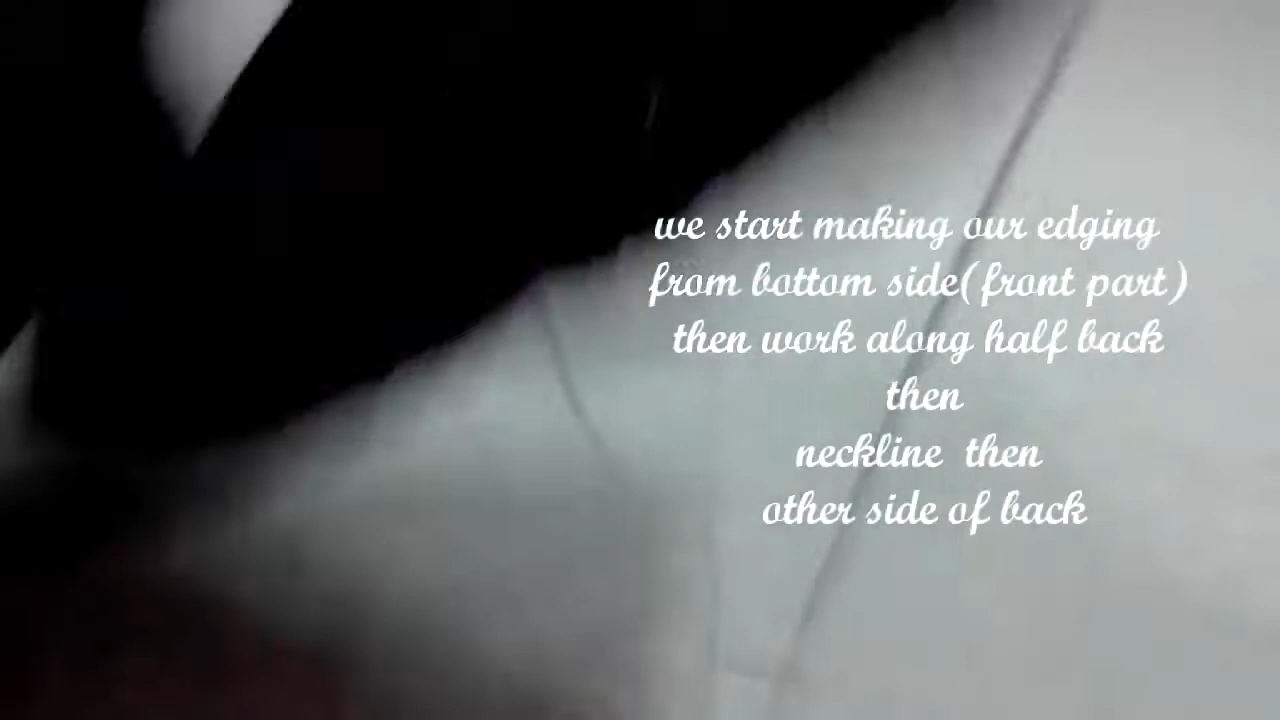 we start making our edging
from bottom side(front part)
then work along half back
then
neckline then
other side of back